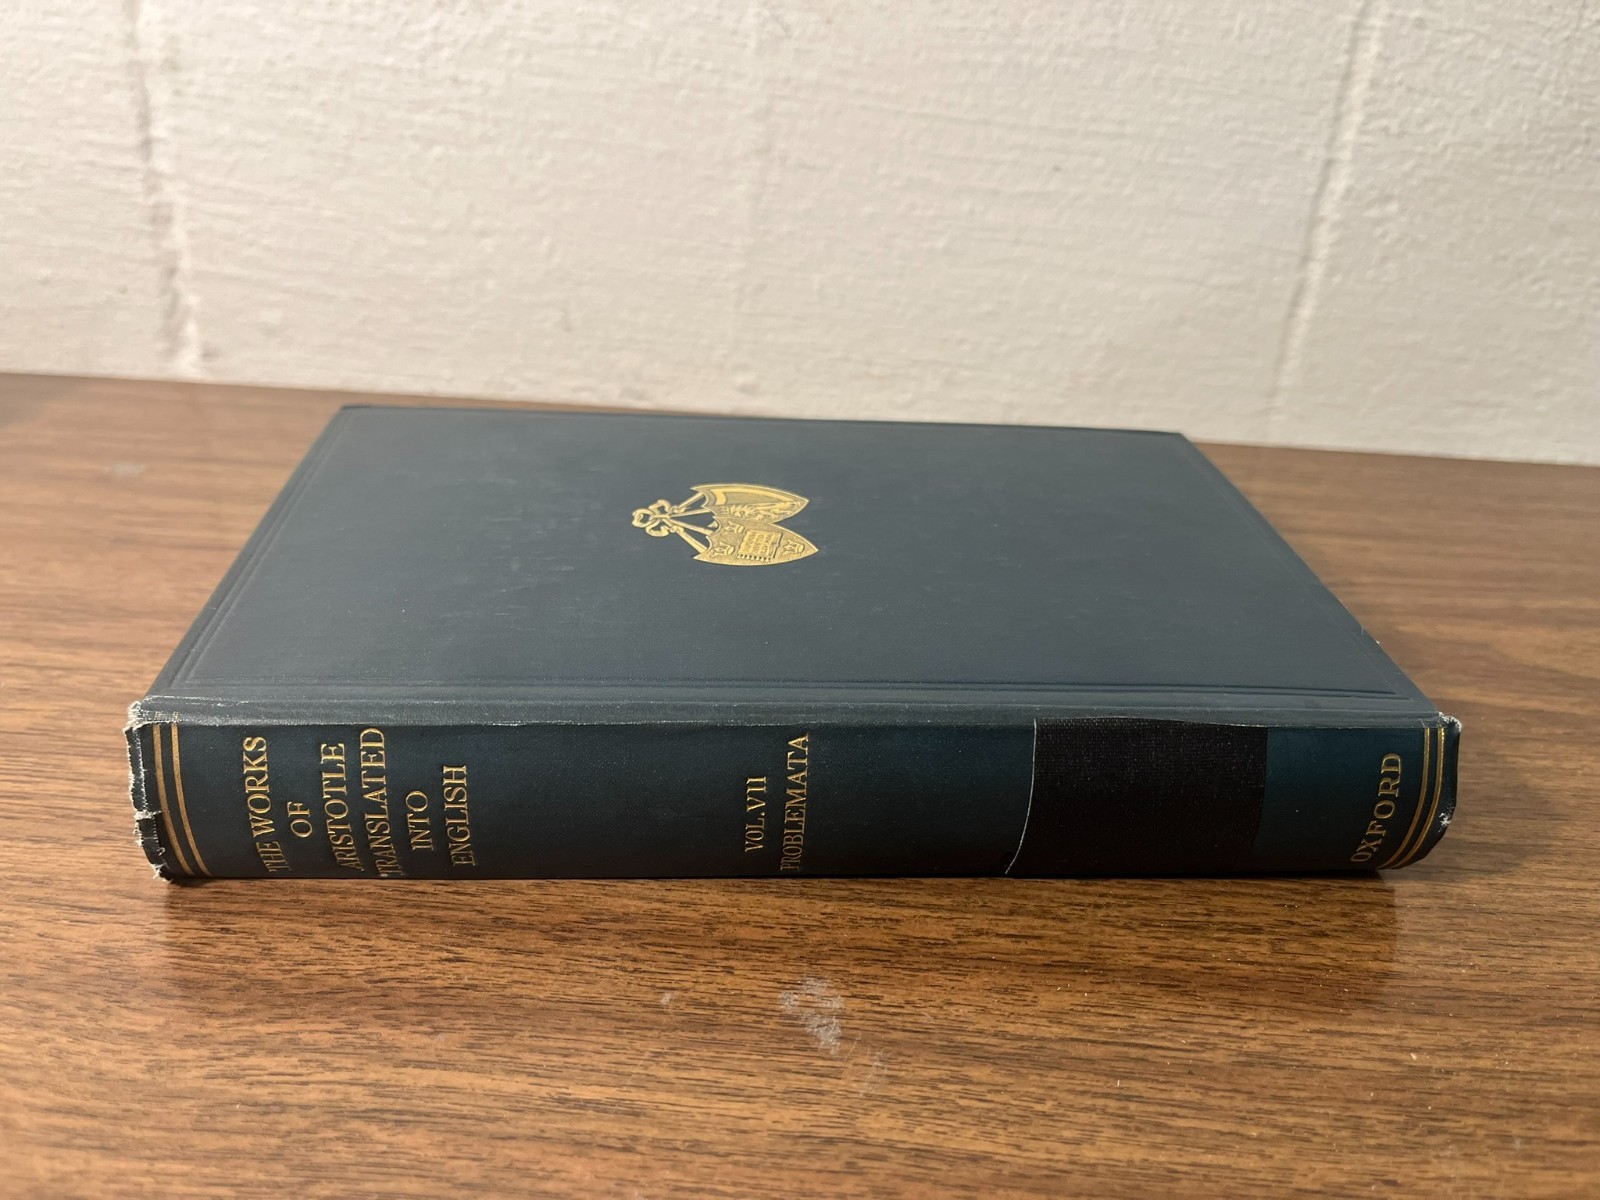 THE WORKS
OF
ARISTOTLE
TRANSLATED
INTO
ENGLISH
VOL. VII
PROBLEMATA
OXFORD